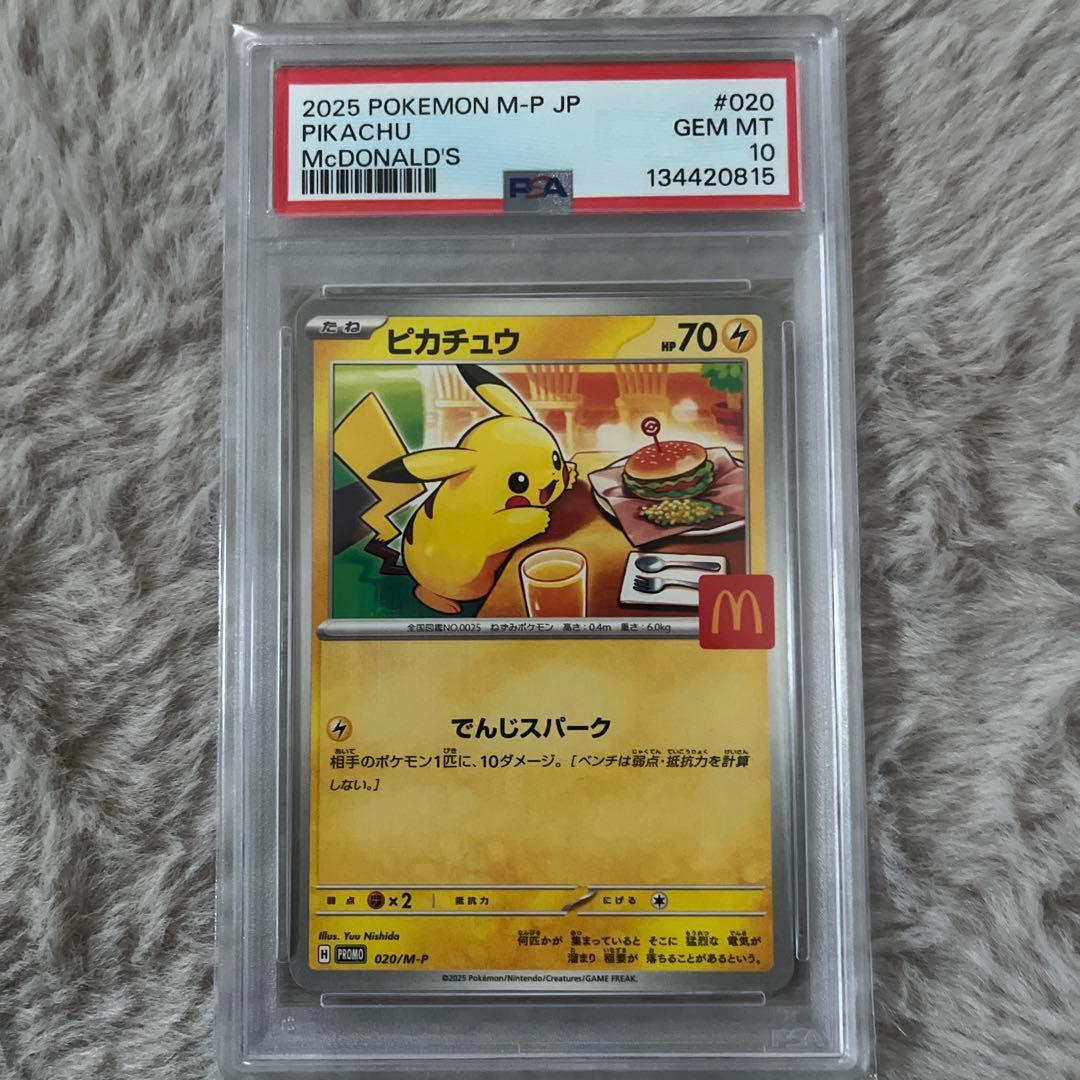 2025 POKEMON M-P JP #020
PIKACHU GEM MT
McDONALD'S 10
134420815
PSA
たね ピカチュウ HP70
全国図鑑NO.0025 ねずみポケモン 高さ:0.4m 重さ:6.0kg
でんじスパーク
相手のポケモン1匹に、10ダメージ。[ベンチは弱点・抵抗力を計算
しない。]
弱点 ×2 抵抗力 にげる
Illus. Yuu Nishida
H PROMO 020/M-P
何匹かが 集まっていると そこに 猛烈な 電気が
溜まり 稲妻が 落ちることがあるという。
©2025 Pokémon/Nintendo/Creatures/GAME FREAK.
PSA